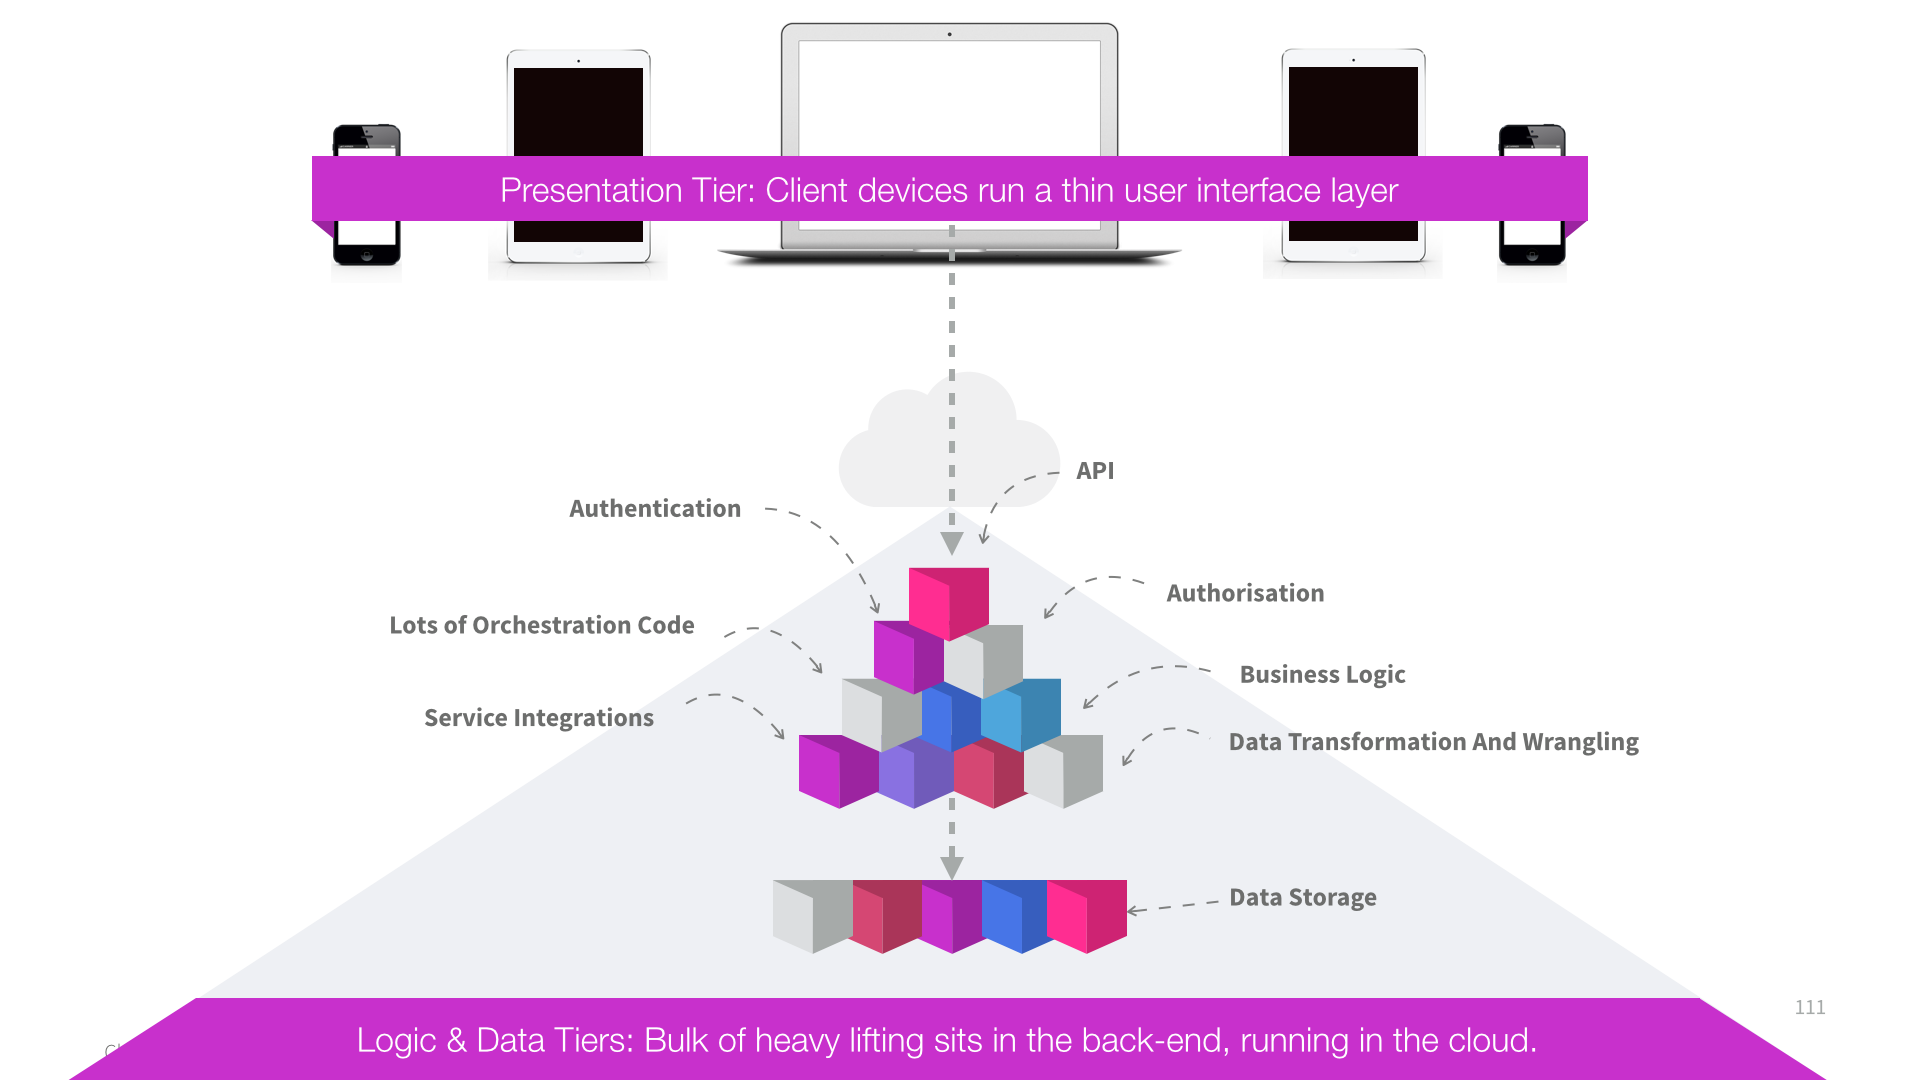 Presentation Tier: Client devices run a thin user interface layer
API
Authentication
Authorisation
Lots of Orchestration Code
Business Logic
Service Integrations
Data Transformation And Wrangling
Data Storage
111
Logic & Data Tiers: Bulk of heavy lifting sits in the back-end, running in the cloud.